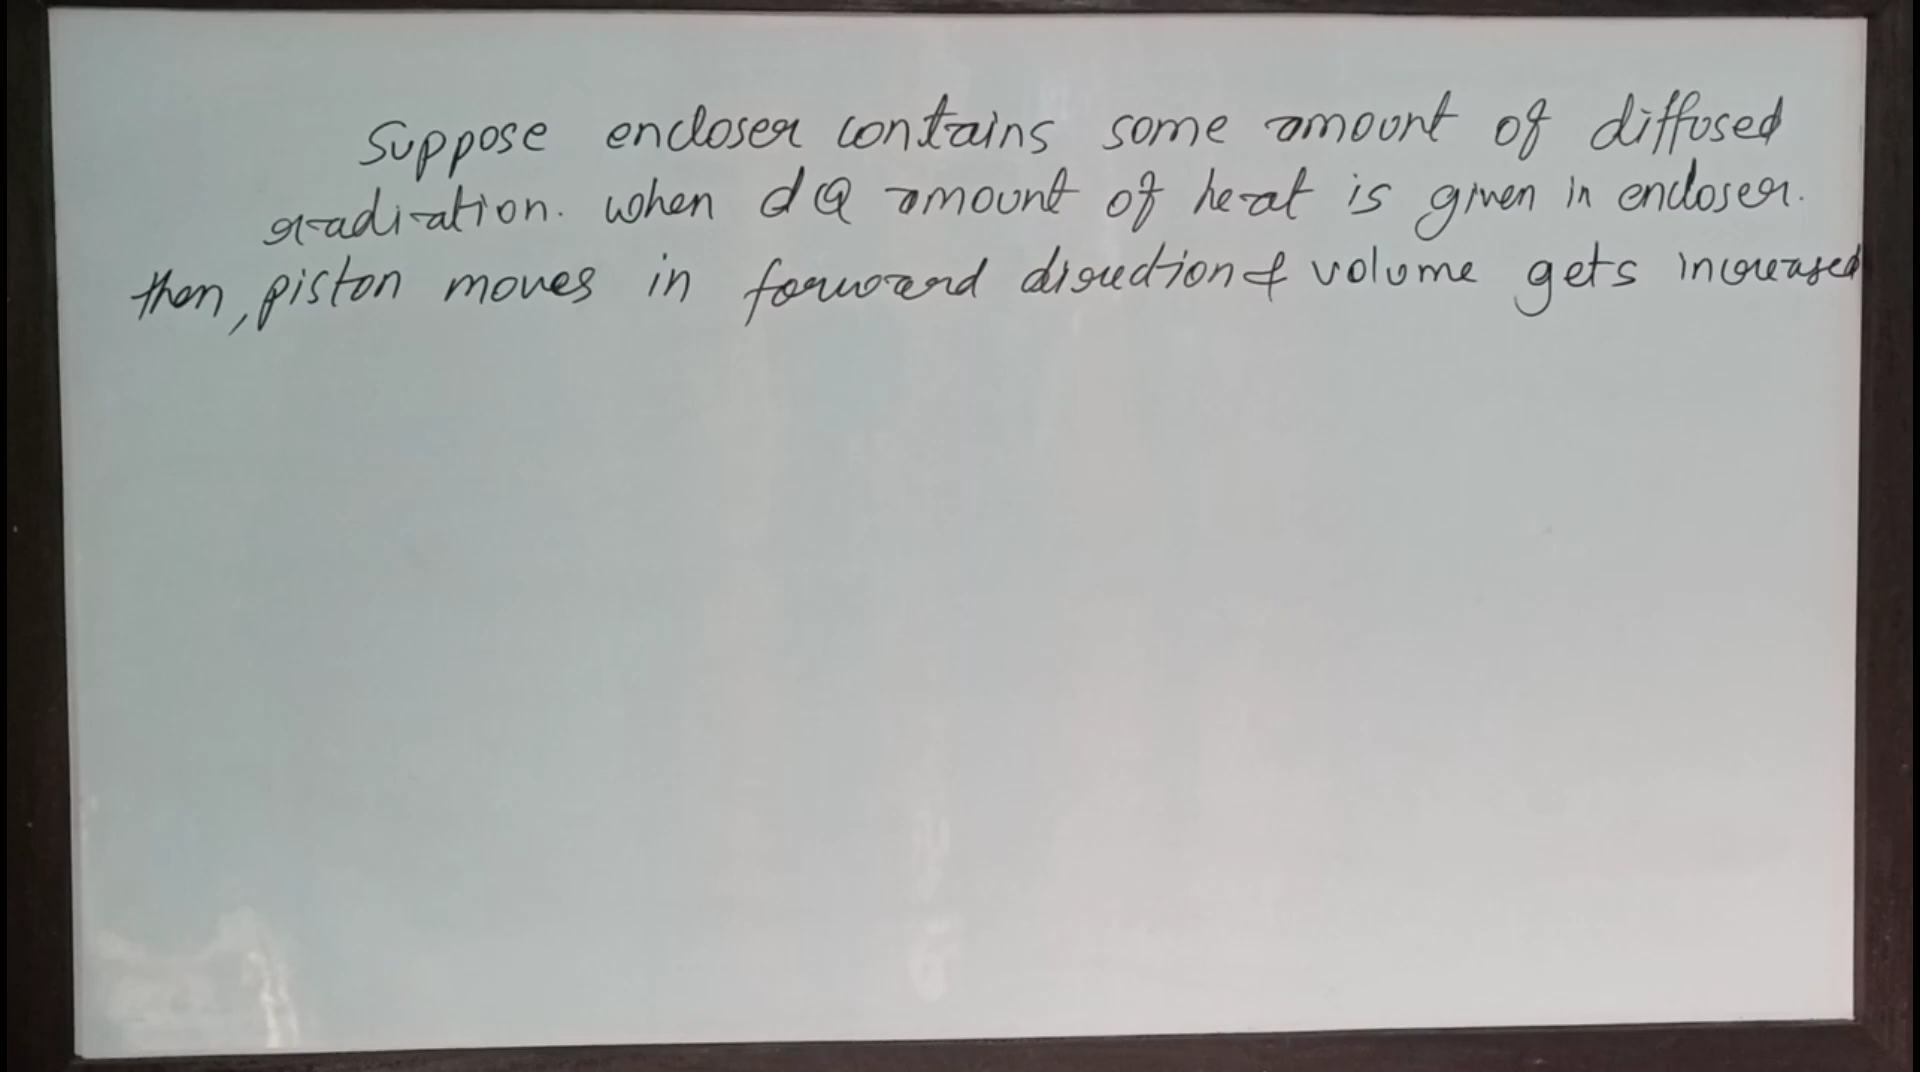 Suppose encloser contains some amount of diffused
radiation. when dQ amount of heat is given in encloser.
then, piston moves in forward direction & volume gets increased